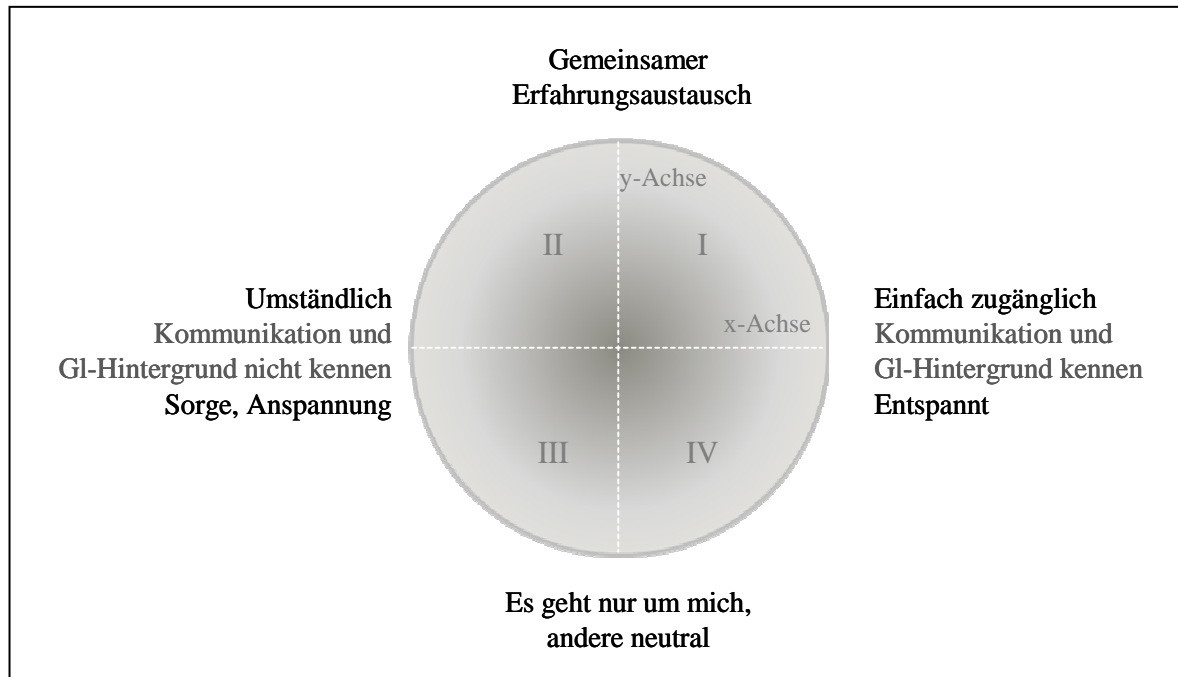 Gemeinsamer
Erfahrungsaustausch
y-Achse
II
I
Umständlich
Kommunikation und
Gl-Hintergrund nicht kennen
Sorge, Anspannung
x-Achse
Einfach zugänglich
Kommunikation und
Gl-Hintergrund kennen
Entspannt
III
IV
Es geht nur um mich,
andere neutral